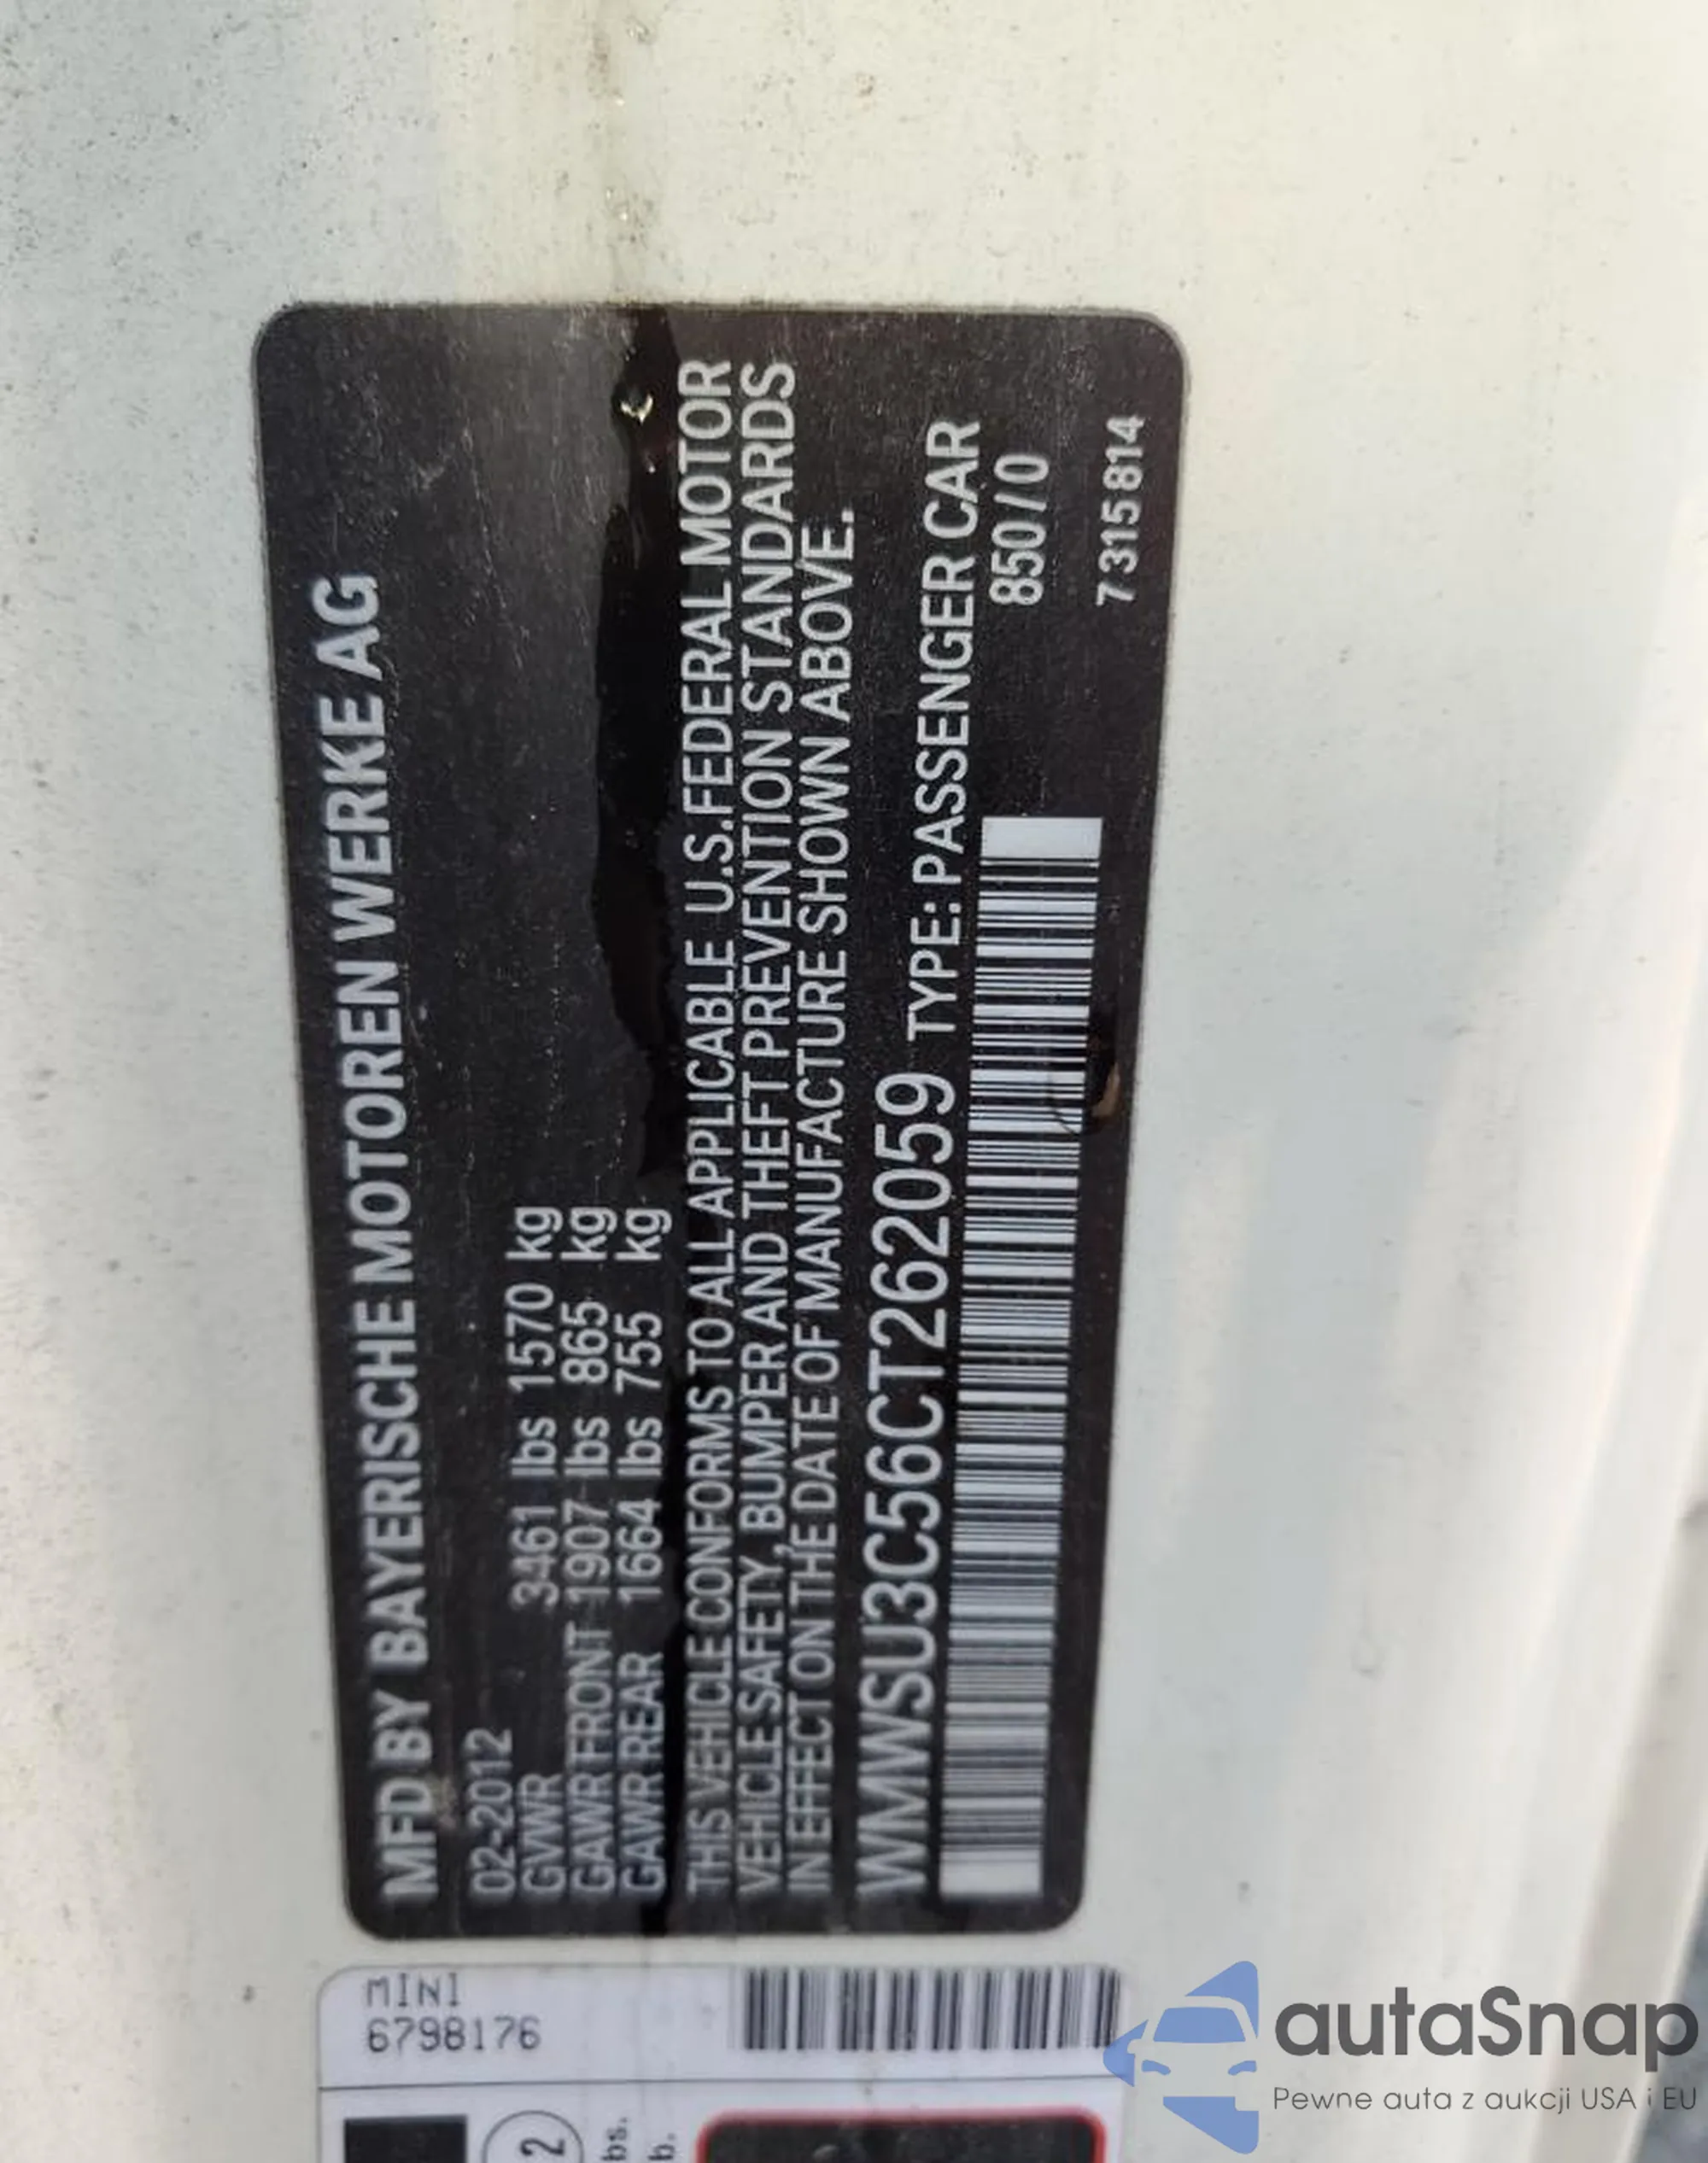 MFD BY BAYERISCHE MOTOREN WERKE AG
02-2012
GVWR 3461 lbs 1570 kg
GAWR FRONT 1907 lbs 865 kg
GAWR REAR 1664 lbs 755 kg
THIS VEHICLE CONFORMS TO ALL APPLICABLE U.S.FEDERAL MOTOR
VEHICLE SAFETY, BUMPER AND THEFT PREVENTION STANDARDS
IN EFFECT ON THE DATE OF MANUFACTURE SHOWN ABOVE.
WMWSU3C56CT262059 TYPE: PASSENGER CAR
850/0
7315814
MINI
6798176
2
bs.
b.
autaSnap
Pewne auta z aukcji USA i EU